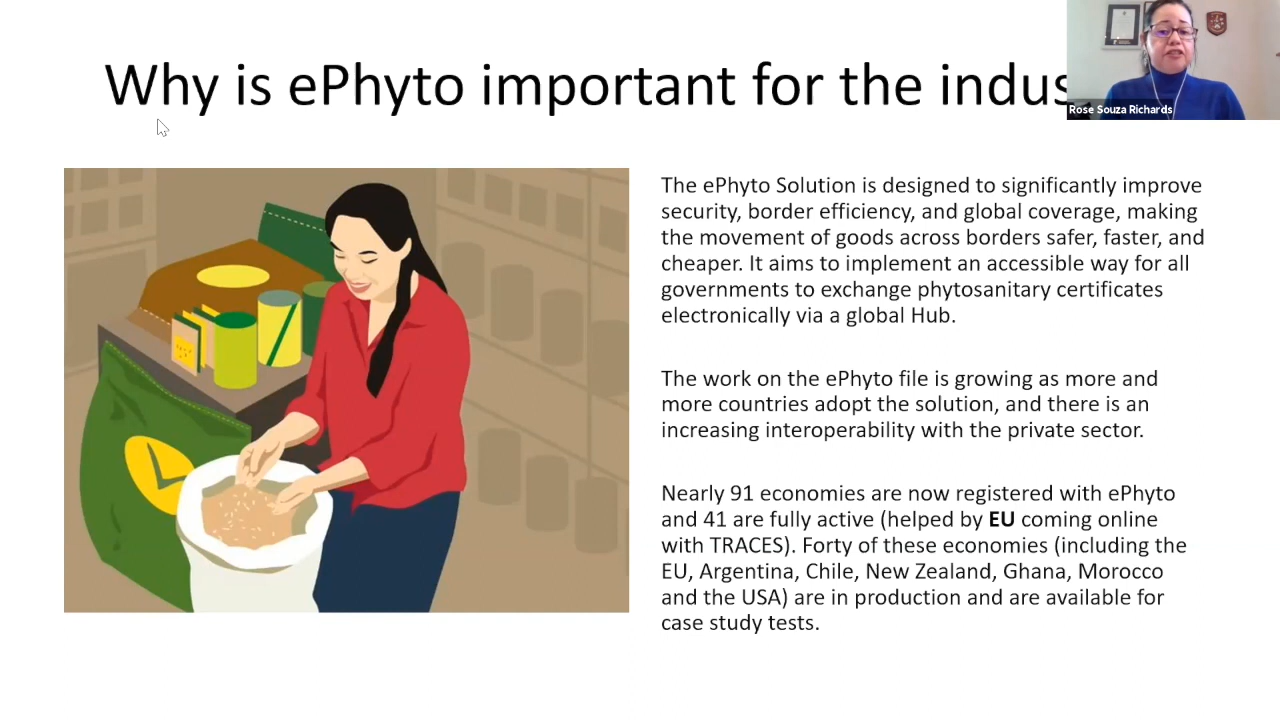 Why is ePhyto important for the indus
Rose Souza Richards
The ePhyto Solution is designed to significantly improve
security, border efficiency, and global coverage, making
the movement of goods across borders safer, faster, and
cheaper. It aims to implement an accessible way for all
governments to exchange phytosanitary certificates
electronically via a global Hub.
The work on the ePhyto file is growing as more and
more countries adopt the solution, and there is an
increasing interoperability with the private sector.
Nearly 91 economies are now registered with ePhyto
and 41 are fully active (helped by EU coming online
with TRACES). Forty of these economies (including the
EU, Argentina, Chile, New Zealand, Ghana, Morocco
and the USA) are in production and are available for
case study tests.